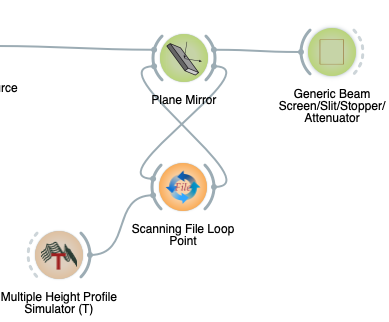 rce
Plane Mirror
Generic Beam
Screen/Slit/Stopper/
Attenuator
File
Scanning File Loop
Point
T
Multiple Height Profile
Simulator (T)